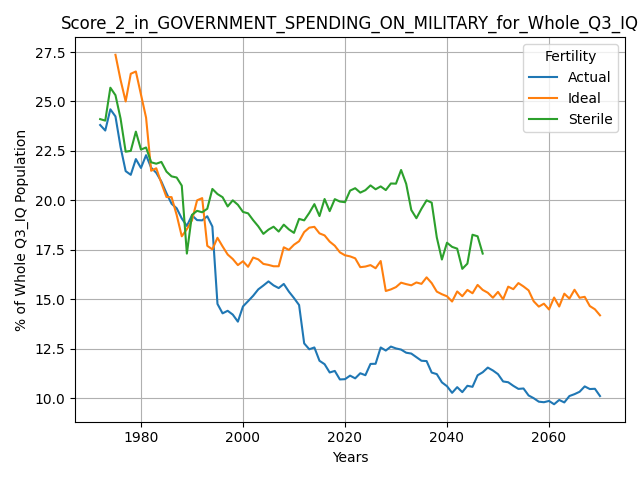 Score_2_in_GOVERNMENT_SPENDING_ON_MILITARY_for_Whole_Q3_IQ
Fertility
Actual
Ideal
Sterile
% of Whole Q3_IQ Population
27.5
25.0
22.5
20.0
17.5
15.0
12.5
10.0
1980 2000 2020 2040 2060
Years